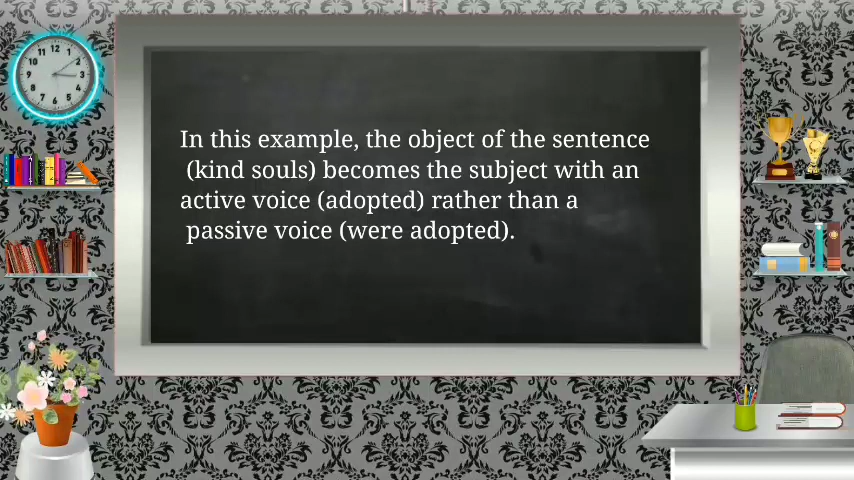 In this example, the object of the sentence
(kind souls) becomes the subject with an
active voice (adopted) rather than a
passive voice (were adopted).